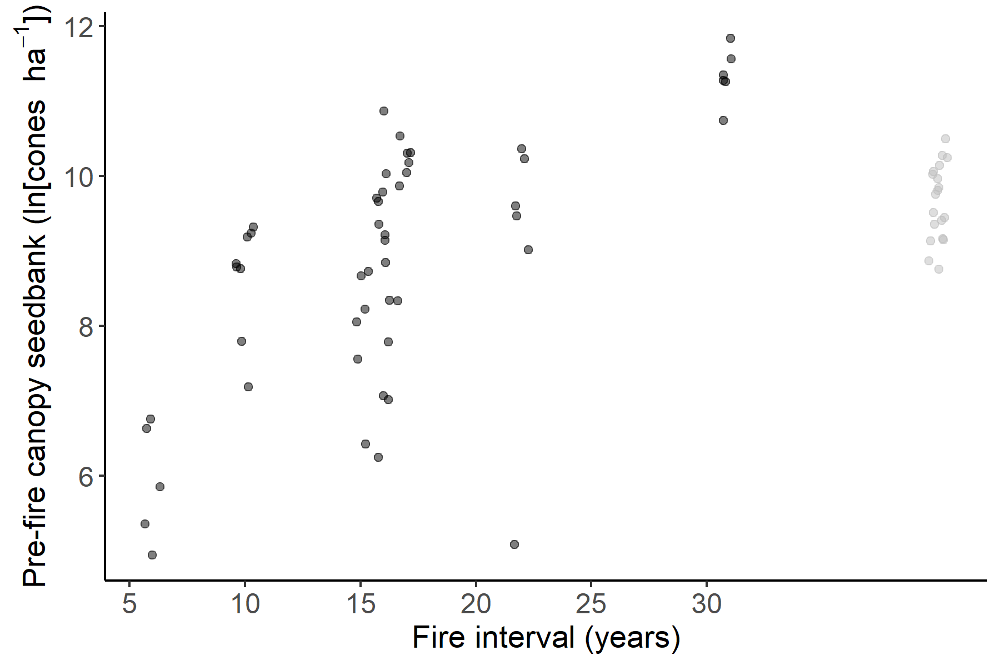 Pre-fire canopy seedbank (ln[cones ha⁻¹])
12
10
8
6
5 10 15 20 25 30
Fire interval (years)